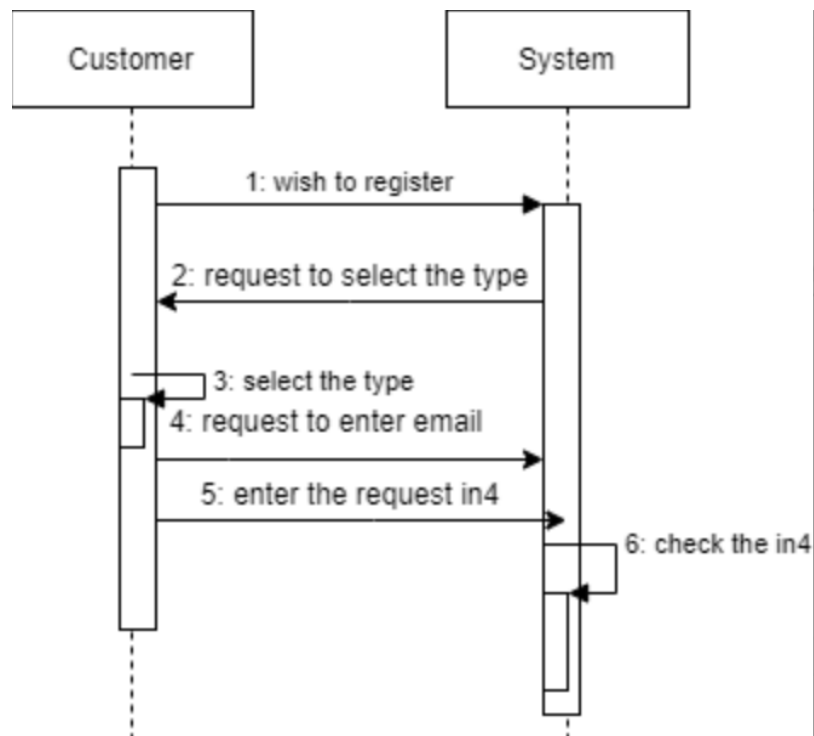 Customer
System
1: wish to register
2: request to select the type
3: select the type
4: request to enter email
5: enter the request in4
6: check the in4